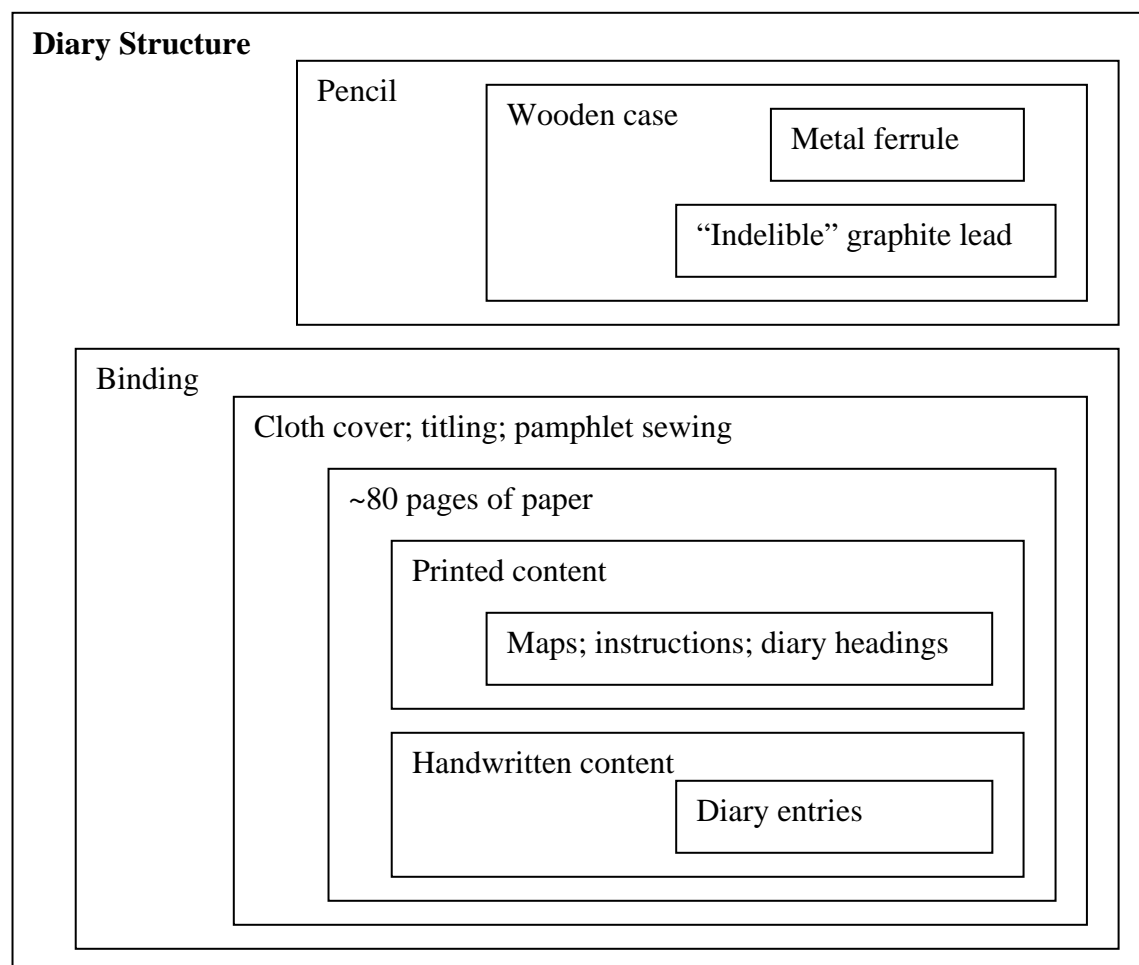 Diary Structure
Pencil
Wooden case
Metal ferrule
“Indelible” graphite lead
Binding
Cloth cover; titling; pamphlet sewing
~80 pages of paper
Printed content
Maps; instructions; diary headings
Handwritten content
Diary entries